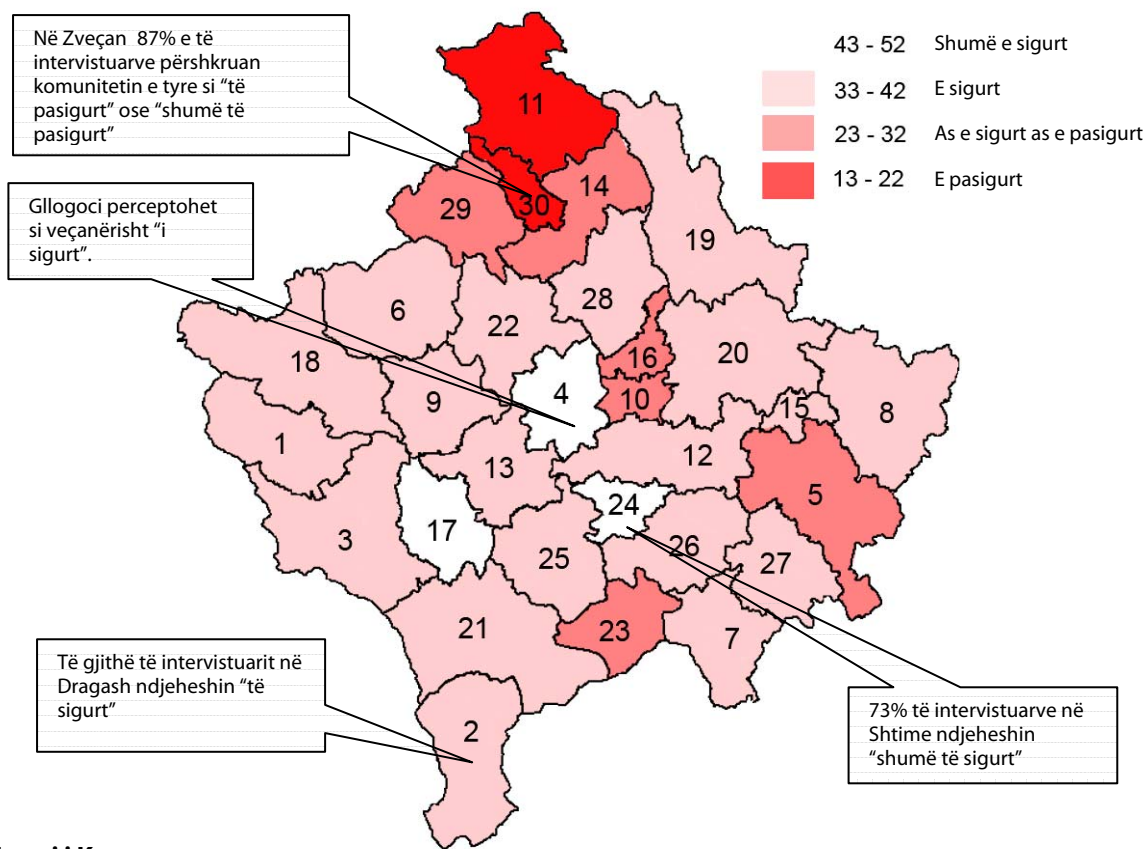 Në Zveçan 87% e të
intervistuarve përshkruan
komunitetin e tyre si “të
pasigurt” ose “shumë të
pasigurt”
43 - 52 Shumë e sigurt
33 - 42 E sigurt
23 - 32 As e sigurt as e pasigurt
13 - 22 E pasigurt
Gllogoci perceptohet
si veçanërisht “i
sigurt”.
11
30
14
29
19
6
28
22
18
16
20
4
10
9
15
8
1
12
13
5
24
17
3
26
25
27
21
23
7
2
Të gjithë të intervistuarit në
Dragash ndjeheshin “të
sigurt”
73% të intervistuarve në
Shtime ndjeheshin
“shumë të sigurt”